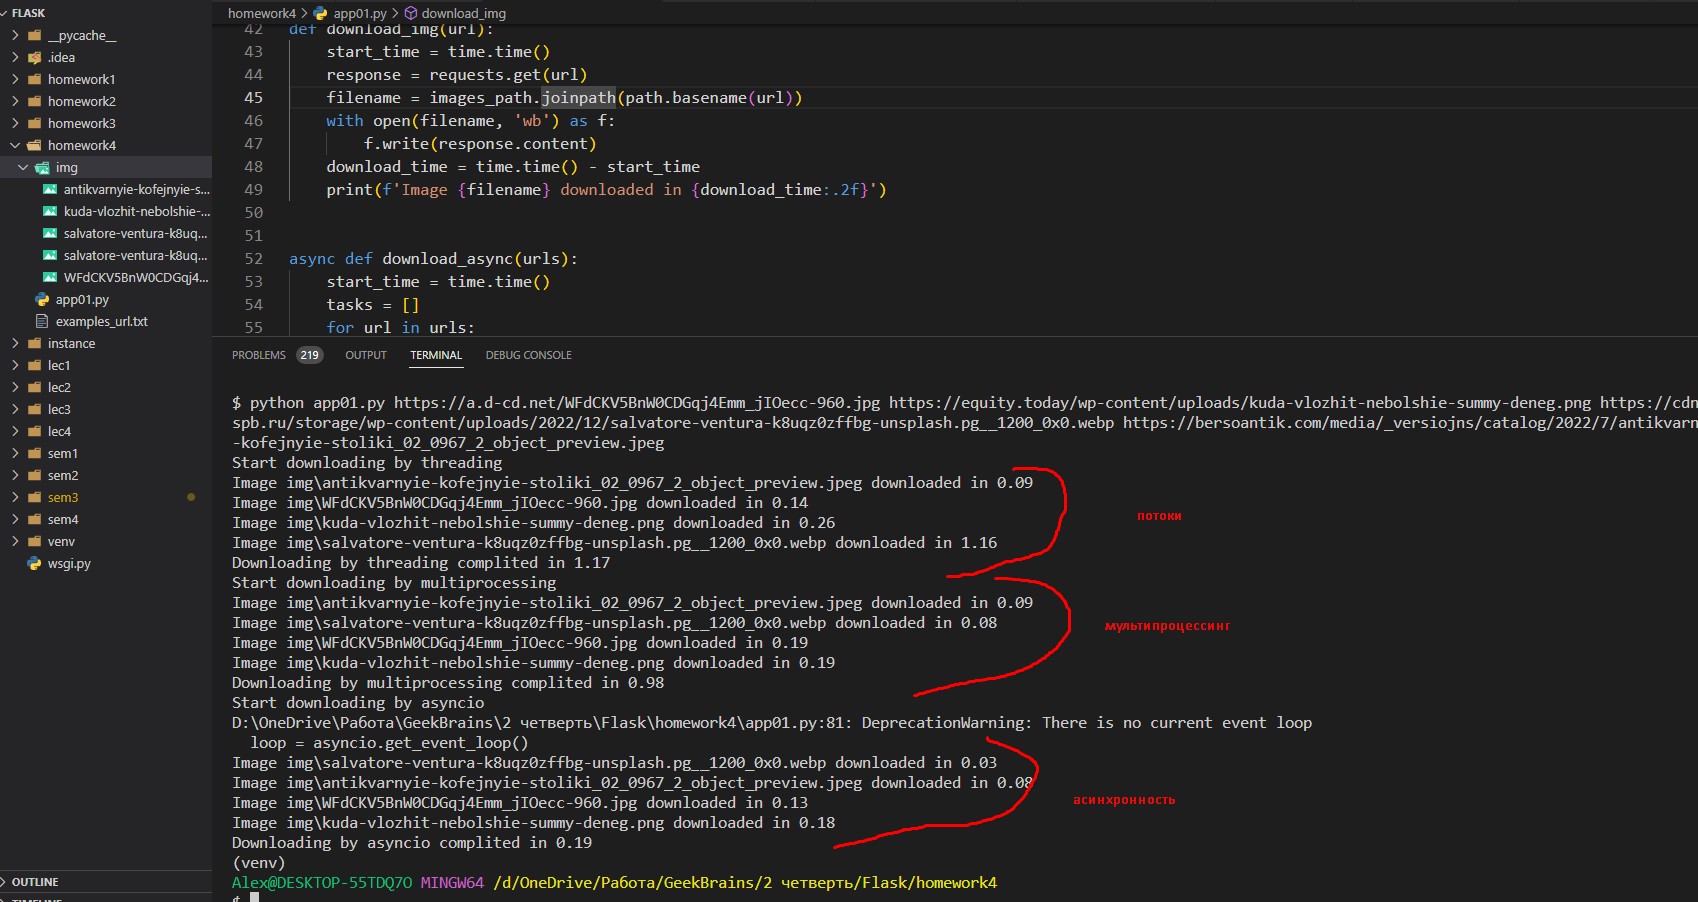 FLASK
__pycache__
.idea
homework1
homework2
homework3
homework4
img
antikvarnyie-kofejnyie-s...
kuda-vlozhit-nebolshie-...
salvatore-ventura-k8uq...
salvatore-ventura-k8uq...
WFdCKV5BnW0CDGqj4...
app01.py
examples_url.txt
instance
lec1
lec2
lec3
lec4
sem1
sem2
sem3
sem4
venv
wsgi.py
OUTLINE
TIMELINE
homework4 > app01.py > download_img
42 def download_img(url):
43 start_time = time.time()
44 response = requests.get(url)
45 filename = images_path.joinpath(path.basename(url))
46 with open(filename, 'wb') as f:
47 f.write(response.content)
48 download_time = time.time() - start_time
49 print(f'Image {filename} downloaded in {download_time:.2f}')
50
51
52 async def download_async(urls):
53 start_time = time.time()
54 tasks = []
55 for url in urls:
PROBLEMS 219 OUTPUT TERMINAL DEBUG CONSOLE
$ python app01.py https://a.d-cd.net/WFdCKV5BnW0CDGqj4Emm_jIOecc-960.jpg https://equity.today/wp-content/uploads/kuda-vlozhit-nebolshie-summy-deneg.png https://cdn
spb.ru/storage/wp-content/uploads/2022/12/salvatore-ventura-k8uqz0zffbg-unsplash.pg__1200_0x0.webp https://bersoantik.com/media/_versiojns/catalog/2022/7/antikvarn
-kofejnyie-stoliki_02_0967_2_object_preview.jpeg
Start downloading by threading
Image img\antikvarnyie-kofejnyie-stoliki_02_0967_2_object_preview.jpeg downloaded in 0.09
Image img\WFdCKV5BnW0CDGqj4Emm_jIOecc-960.jpg downloaded in 0.14
потоки
Image img\kuda-vlozhit-nebolshie-summy-deneg.png downloaded in 0.26
Image img\salvatore-ventura-k8uqz0zffbg-unsplash.pg__1200_0x0.webp downloaded in 1.16
Downloading by threading complited in 1.17
Start downloading by multiprocessing
Image img\antikvarnyie-kofejnyie-stoliki_02_0967_2_object_preview.jpeg downloaded in 0.09
Image img\salvatore-ventura-k8uqz0zffbg-unsplash.pg__1200_0x0.webp downloaded in 0.08
мультипроцессинг
Image img\WFdCKV5BnW0CDGqj4Emm_jIOecc-960.jpg downloaded in 0.19
Image img\kuda-vlozhit-nebolshie-summy-deneg.png downloaded in 0.19
Downloading by multiprocessing complited in 0.98
Start downloading by asyncio
D:\OneDrive\Работа\GeekBrains\2 четверть\Flask\homework4\app01.py:81: DeprecationWarning: There is no current event loop
loop = asyncio.get_event_loop()
Image img\salvatore-ventura-k8uqz0zffbg-unsplash.pg__1200_0x0.webp downloaded in 0.03
Image img\antikvarnyie-kofejnyie-stoliki_02_0967_2_object_preview.jpeg downloaded in 0.08
Image img\WFdCKV5BnW0CDGqj4Emm_jIOecc-960.jpg downloaded in 0.13
асинхронность
Image img\kuda-vlozhit-nebolshie-summy-deneg.png downloaded in 0.18
Downloading by asyncio complited in 0.19
(venv)
Alex@DESKTOP-55TDQ7O MINGW64 /d/OneDrive/Работа/GeekBrains/2 четверть/Flask/homework4
$